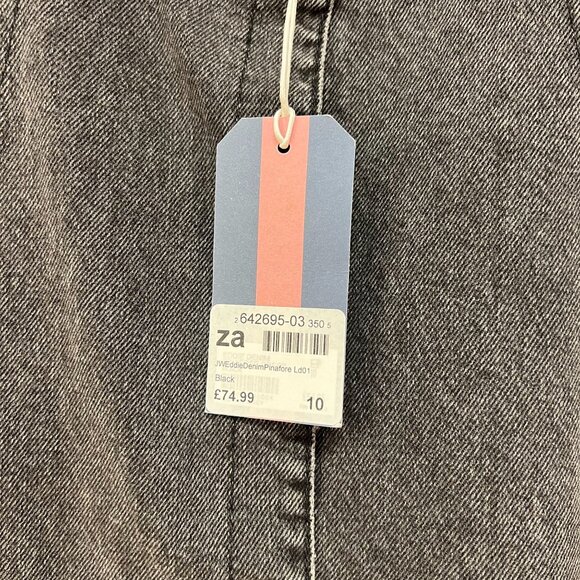 2 642695-03 350 5
za
JWEddieDenimPinafore Ld01
Black
£74.99
10